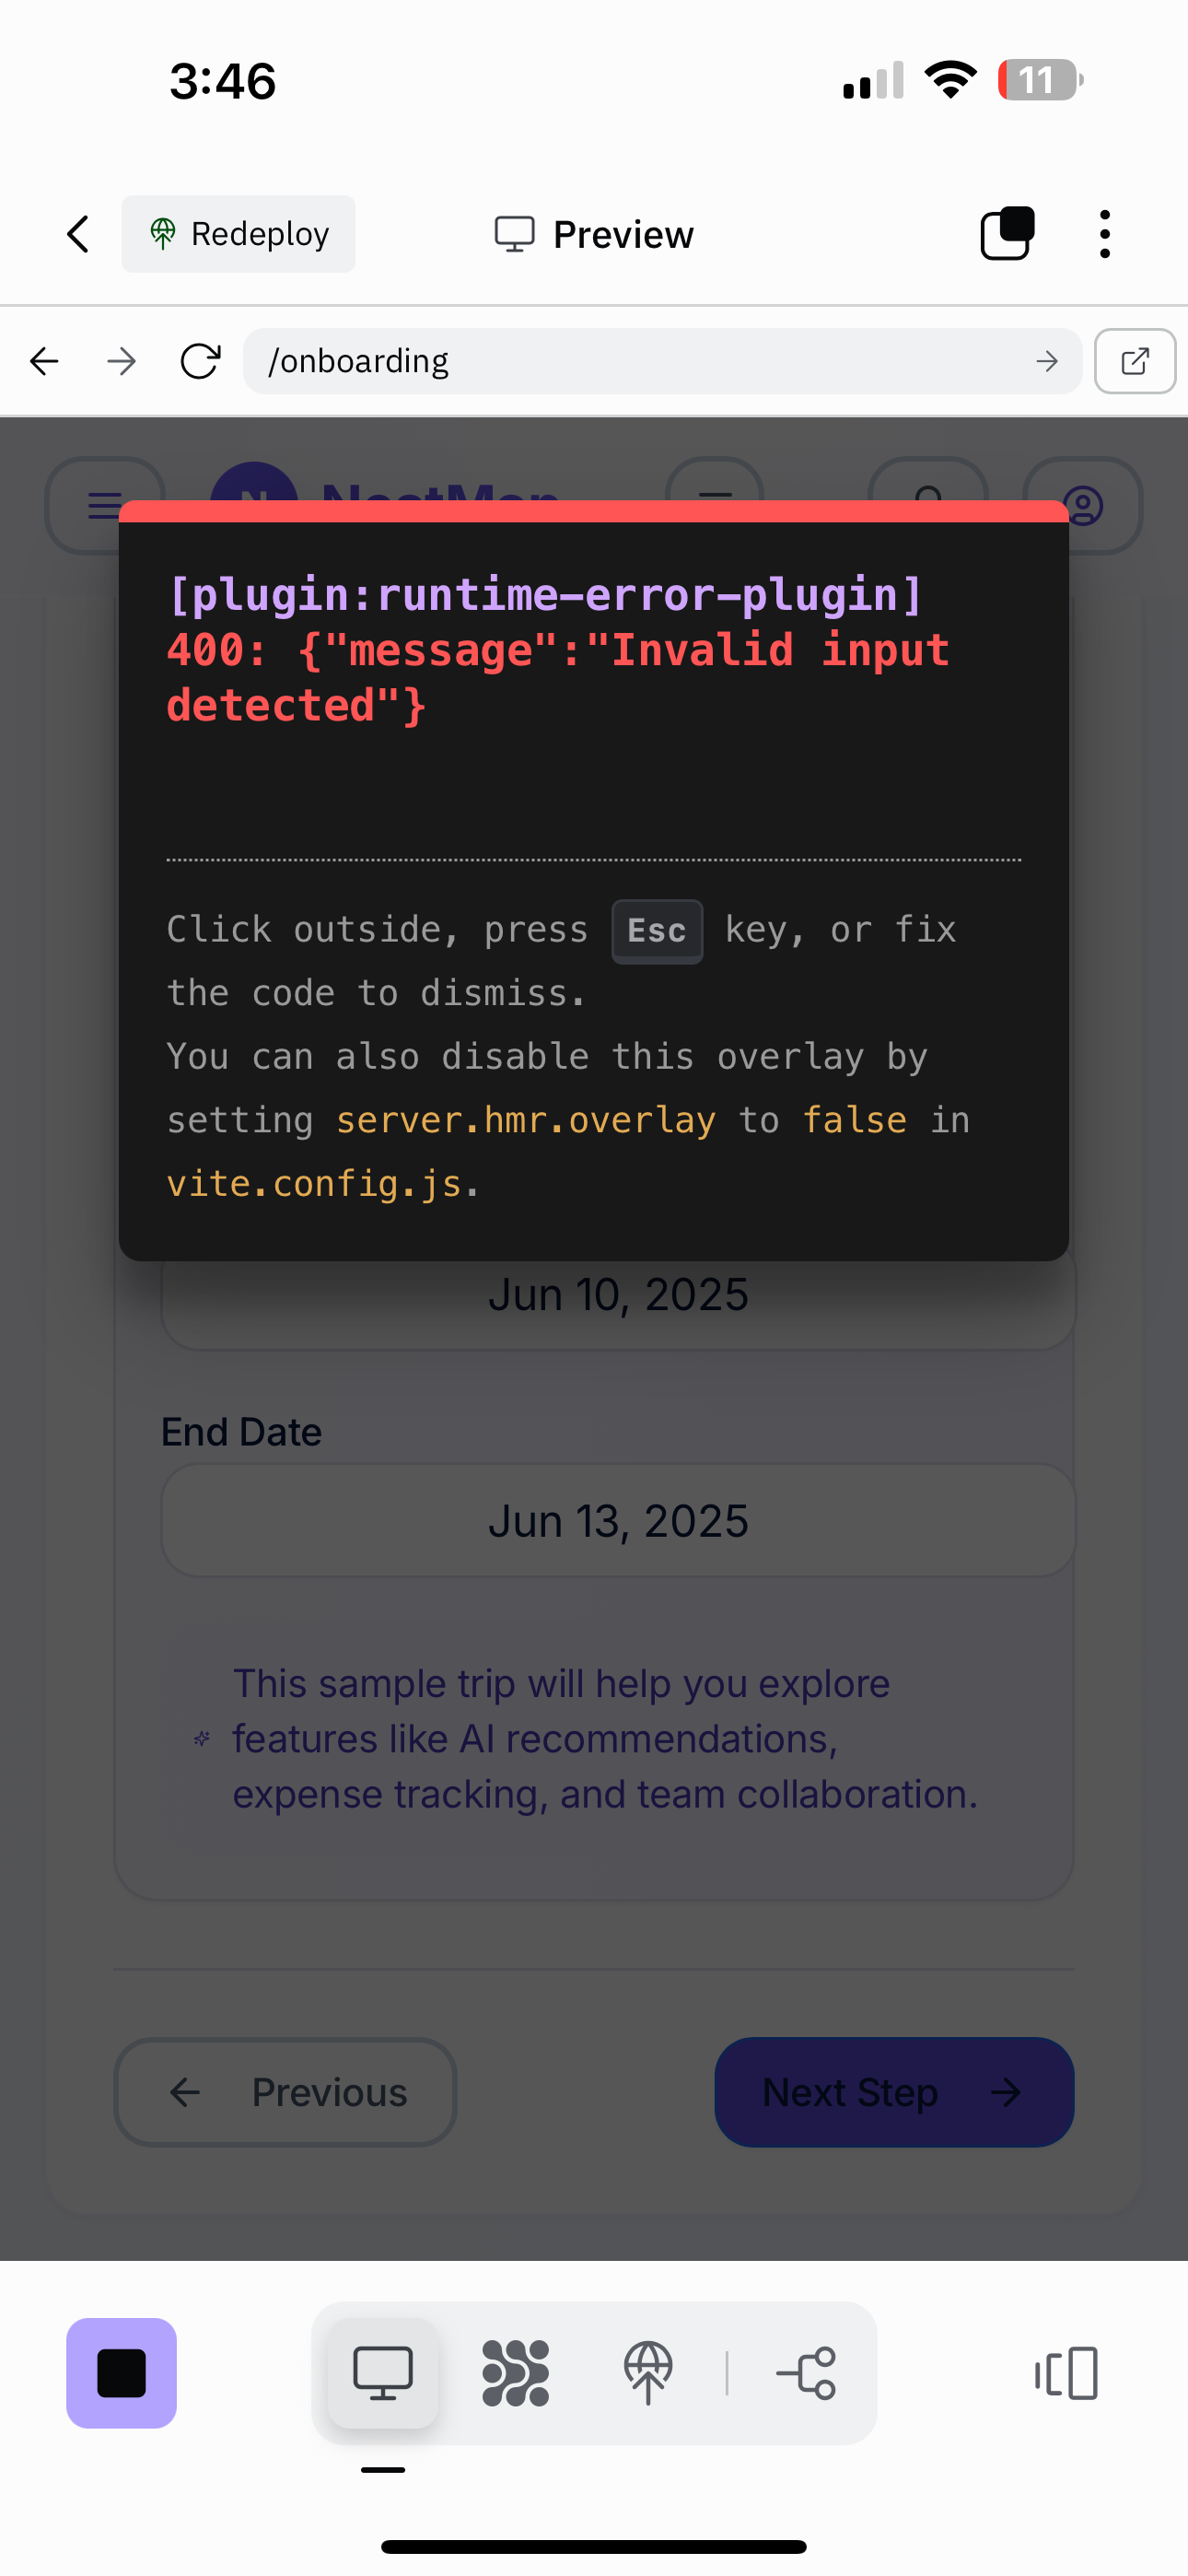 3:46
11
Redeploy
Preview
/onboarding
N NestMap
[plugin:runtime-error-plugin]
400: {"message":"Invalid input
detected"}
Click outside, press Esc key, or fix
the code to dismiss.
You can also disable this overlay by
setting server.hmr.overlay to false in
vite.config.js.
Jun 10, 2025
End Date
Jun 13, 2025
This sample trip will help you explore
features like AI recommendations,
expense tracking, and team collaboration.
Previous
Next Step